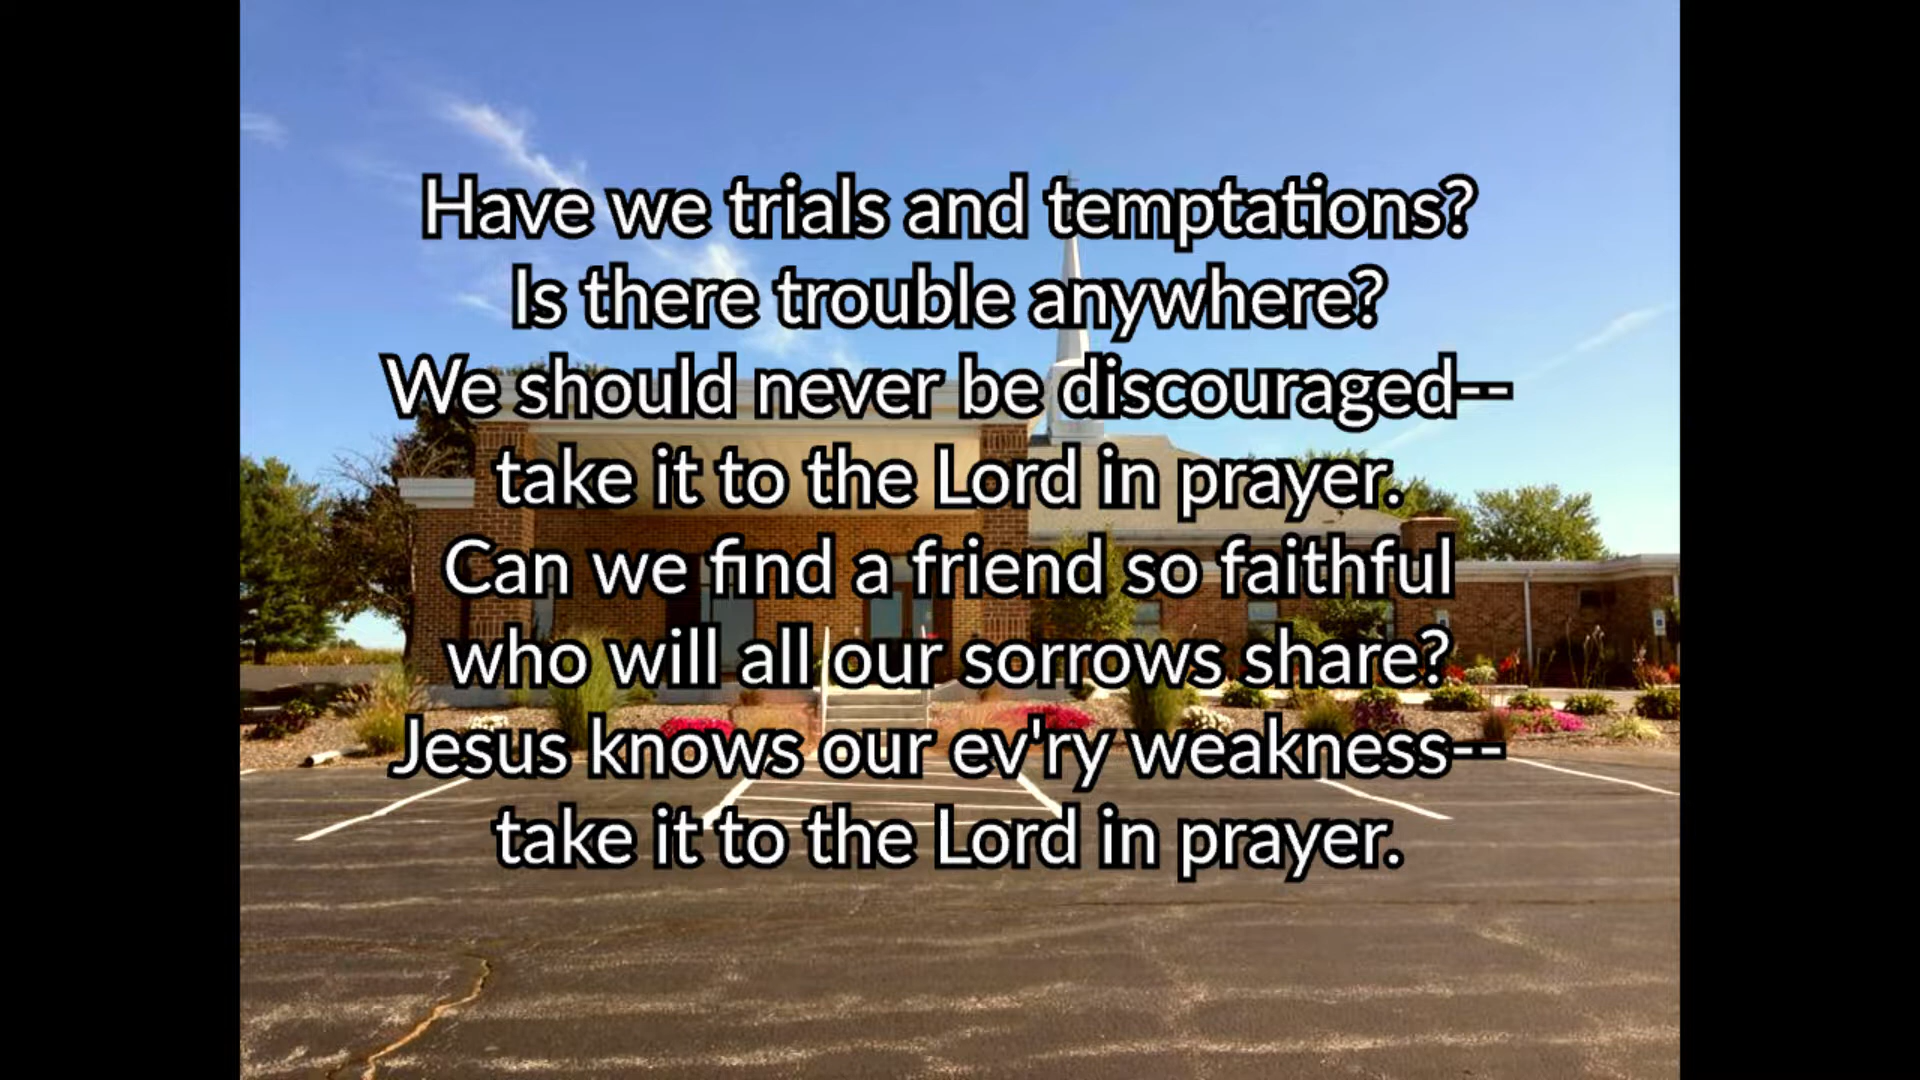 Have we trials and temptations?
Is there trouble anywhere?
We should never be discouraged--
take it to the Lord in prayer.
Can we find a friend so faithful
who will all our sorrows share?
Jesus knows our ev'ry weakness--
take it to the Lord in prayer.